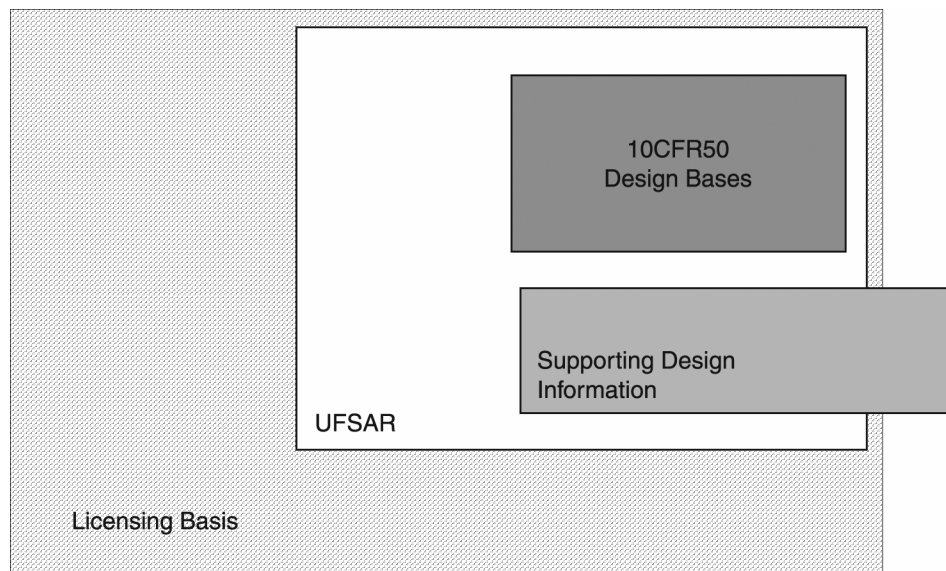 10CFR50
Design Bases
Supporting Design
Information
UFSAR
Licensing Basis